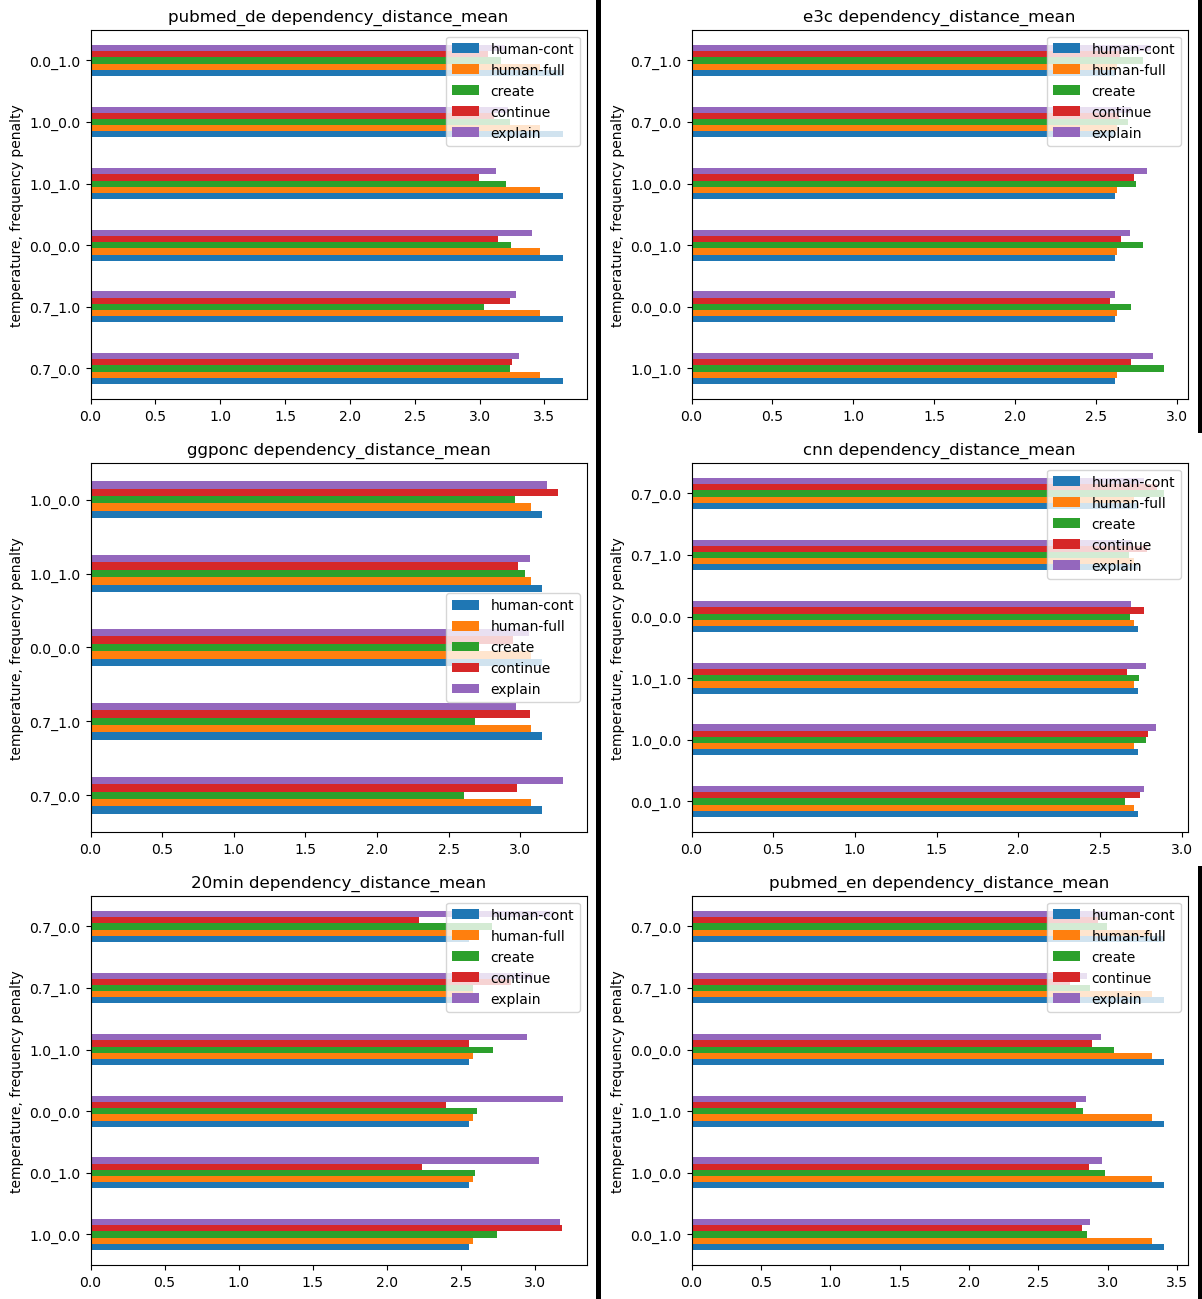 pubmed_de dependency_distance_mean
temperature, frequency penalty
0.0_1.0
1.0_0.0
1.0_1.0
0.0_0.0
0.7_1.0
0.7_0.0
0.0 0.5 1.0 1.5 2.0 2.5 3.0 3.5
human-cont
human-full
create
continue
explain
e3c dependency_distance_mean
temperature, frequency penalty
0.7_1.0
0.7_0.0
1.0_0.0
0.0_1.0
0.0_0.0
1.0_1.0
0.0 0.5 1.0 1.5 2.0 2.5 3.0
human-cont
human-full
create
continue
explain
ggponc dependency_distance_mean
temperature, frequency penalty
1.0_0.0
1.0_1.0
0.0_0.0
0.7_1.0
0.7_0.0
0.0 0.5 1.0 1.5 2.0 2.5 3.0
human-cont
human-full
create
continue
explain
cnn dependency_distance_mean
temperature, frequency penalty
0.7_0.0
0.7_1.0
0.0_0.0
1.0_1.0
1.0_0.0
0.0_1.0
0.0 0.5 1.0 1.5 2.0 2.5 3.0
human-cont
human-full
create
continue
explain
20min dependency_distance_mean
temperature, frequency penalty
0.7_0.0
0.7_1.0
1.0_1.0
0.0_0.0
0.0_1.0
1.0_0.0
0.0 0.5 1.0 1.5 2.0 2.5 3.0
human-cont
human-full
create
continue
explain
pubmed_en dependency_distance_mean
temperature, frequency penalty
0.7_0.0
0.7_1.0
0.0_0.0
1.0_1.0
1.0_0.0
0.0_1.0
0.0 0.5 1.0 1.5 2.0 2.5 3.0 3.5
human-cont
human-full
create
continue
explain